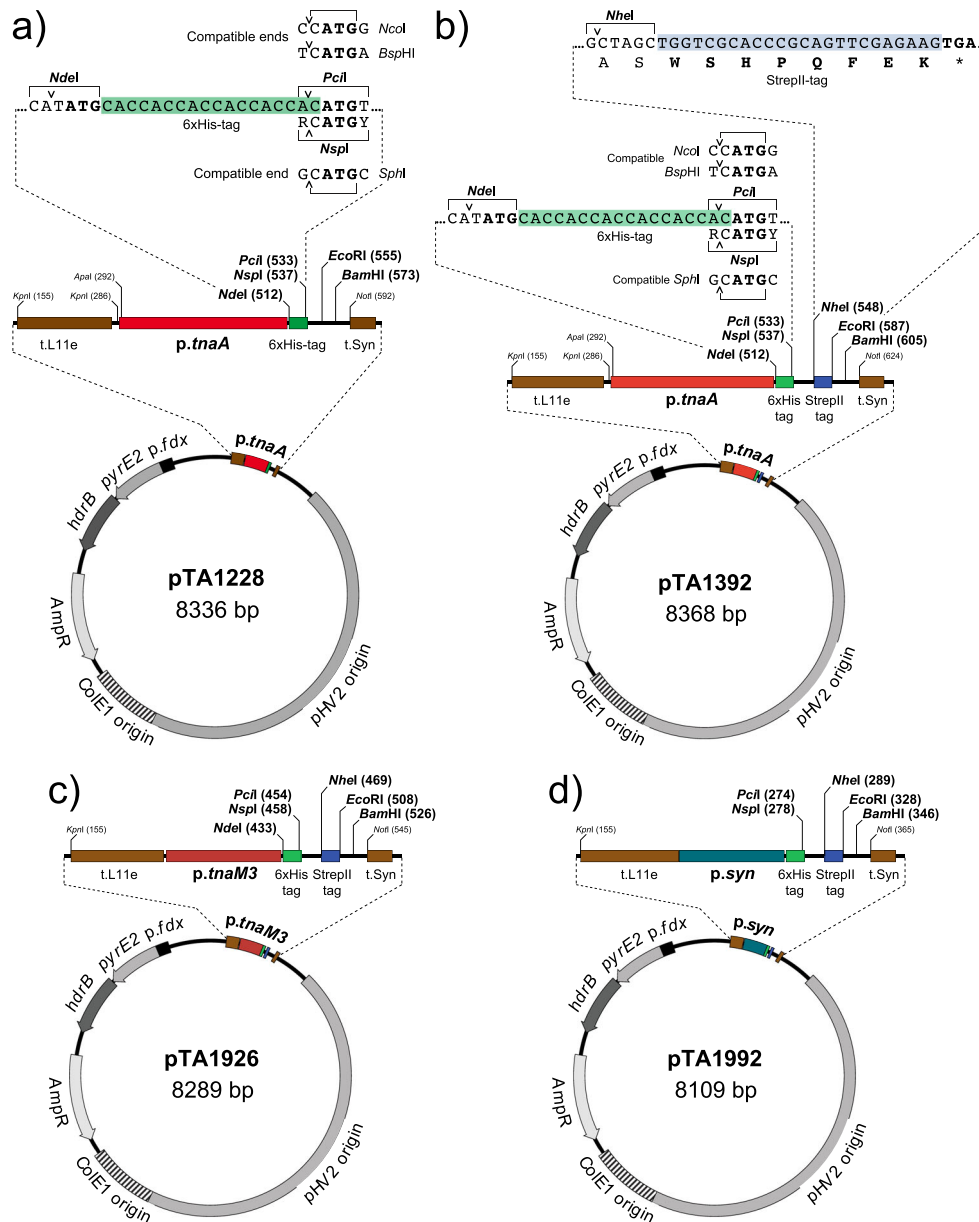 a)
Compatible ends
CCATGG NcoI
TCATGA BspHI
NdeI
PciI
...CATATGCACCACCACCACCACCACATGT...
6xHis-tag
RCATGY
NspI
Compatible end GCATGC SphI
PciI (533)
NspI (537)
NdeI (512)
EcoRI (555)
BamHI (573)
ApaI (292)
KpnI (155)
KpnI (286)
NotI (592)
t.L11e
p.tnaA
6xHis-tag
t.Syn
p.tnaA
p.fdx
pyrE2
hdrB
AmpR
ColE1 origin
pHV2 origin
pTA1228
8336 bp
b)
NheI
...GCTAGCTGGTCGCACCCGCAGTTCGAGAAGTGA
A S W S H P Q F E K *
StrepII-tag
Compatible
NcoI CCATGG
BspHI TCATGA
NdeI
PciI
...CATATGCACCACCACCACCACCACATGT...
6xHis-tag
RCATGY
NspI
Compatible SphI GCATGC
PciI (533)
NspI (537)
NdeI (512)
NheI (548)
EcoRI (587)
BamHI (605)
ApaI (292)
KpnI (155)
KpnI (286)
NotI (624)
t.L11e
p.tnaA
6xHis
tag
StrepII
tag
t.Syn
p.tnaA
p.fdx
pyrE2
hdrB
AmpR
ColE1 origin
pHV2 origin
pTA1392
8368 bp
c)
PciI (454)
NspI (458)
NdeI (433)
NheI (469)
EcoRI (508)
BamHI (526)
KpnI (155)
NotI (545)
t.L11e
p.tnaM3
6xHis
tag
StrepII
tag
t.Syn
p.tnaM3
p.fdx
pyrE2
hdrB
AmpR
ColE1 origin
pHV2 origin
pTA1926
8289 bp
d)
PciI (274)
NspI (278)
NheI (289)
EcoRI (328)
BamHI (346)
KpnI (155)
NotI (365)
t.L11e
p.syn
6xHis
tag
StrepII
tag
t.Syn
p.syn
p.fdx
pyrE2
hdrB
AmpR
ColE1 origin
pHV2 origin
pTA1992
8109 bp